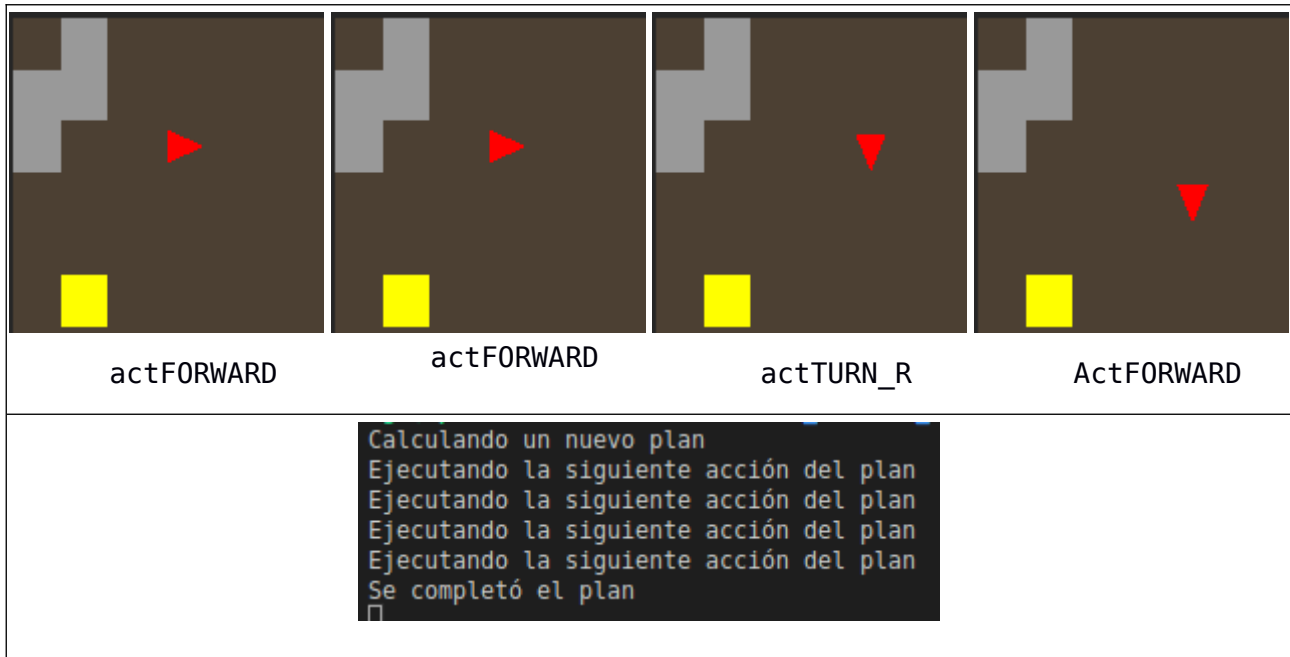 actFORWARD
actFORWARD
actTURN_R
ActFORWARD
Calculando un nuevo plan
Ejecutando la siguiente acción del plan
Ejecutando la siguiente acción del plan
Ejecutando la siguiente acción del plan
Ejecutando la siguiente acción del plan
Se completó el plan